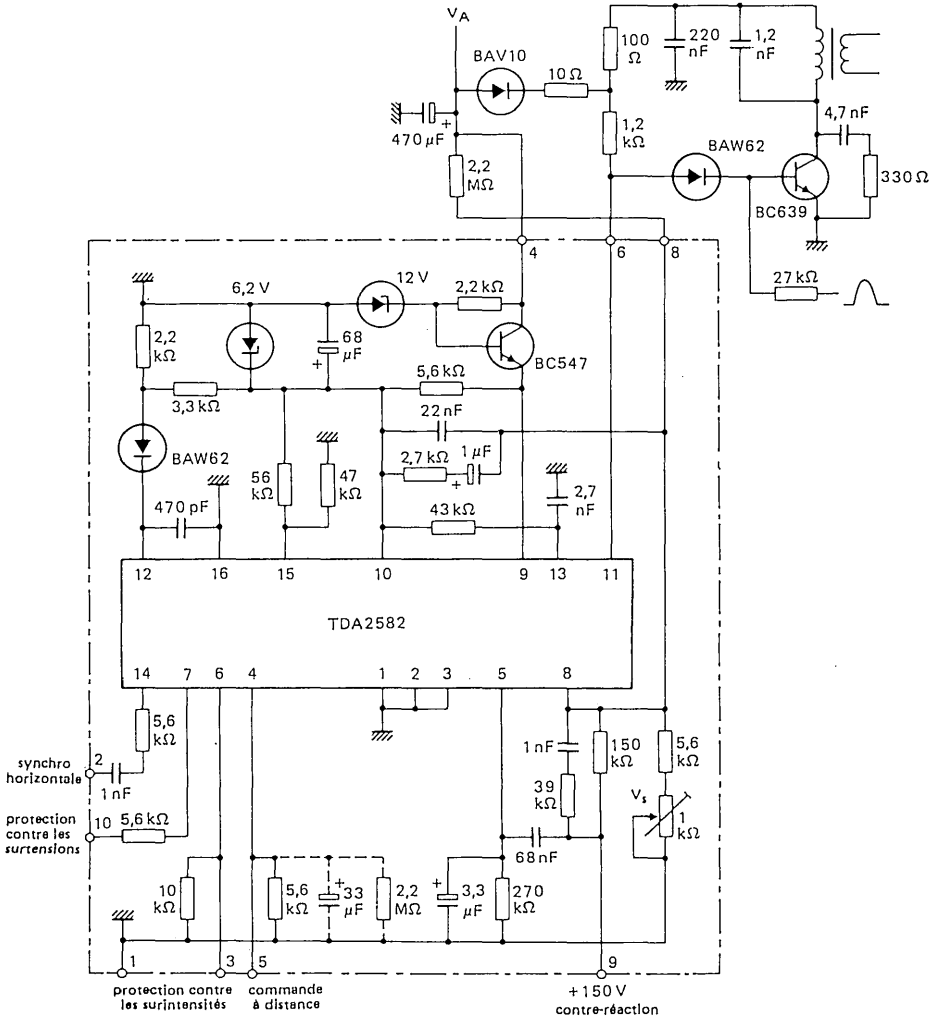 VA
BAV10
10 Ω
100
Ω
220
nF
1,2
nF
470 µF
+
1,2
kΩ
4,7 nF
BAW62
2,2
MΩ
330 Ω
BC639
4
6
8
27 kΩ
6,2 V
12 V
2,2 kΩ
2,2
kΩ
68
µF
+
BC547
5,6 kΩ
3,3 kΩ
22 nF
BAW62
2,7 kΩ
1 µF
+
56
kΩ
47
kΩ
2,7
nF
470 pF
43 kΩ
12
16
15
10
9
13
11
TDA2582
14
7
6
4
1
2
3
5
8
5,6
kΩ
1 nF
150
kΩ
5,6
kΩ
synchro
horizontale
2
1 nF
39
kΩ
Vs
1
kΩ
protection
contre les
surtensions
10
5,6 kΩ
68 nF
10
kΩ
5,6
kΩ
+
33
µF
2,2
MΩ
+
3,3
µF
270
kΩ
1
3
5
9
protection contre
les surintensités
commande
à distance
+150 V
contre-réaction